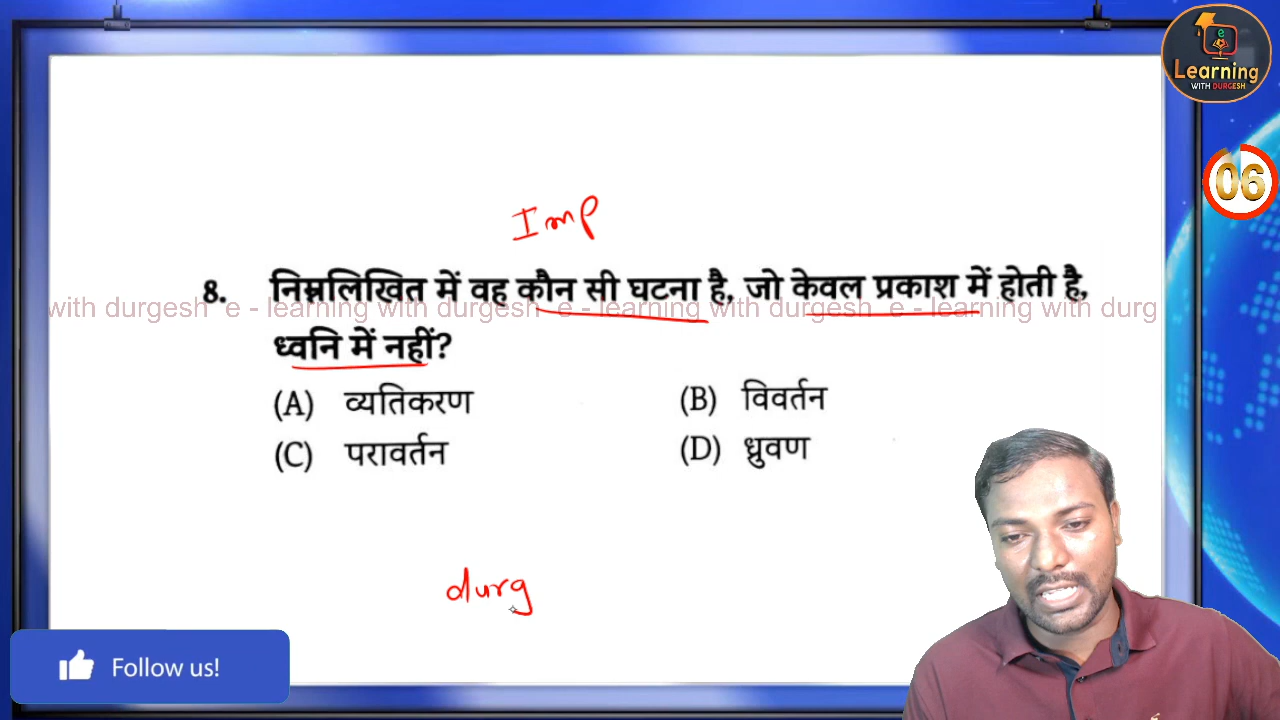 e
Learning
WITH DURGESH
06
Imp
8. निम्नलिखित में वह कौन सी घटना है, जो केवल प्रकाश में होती है,
with durgesh e - learning with durgesh e - learning with durgesh e - learning with durg
ध्वनि में नहीं?
(A) व्यतिकरण (B) विवर्तन
(C) परावर्तन (D) ध्रुवण
durg
Follow us!